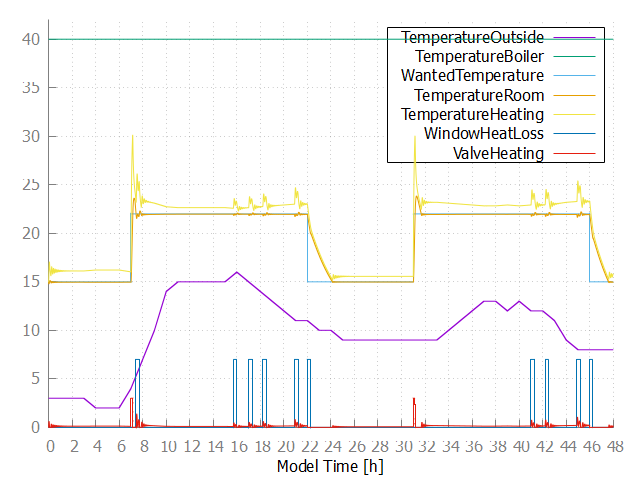 40
TemperatureOutside
TemperatureBoiler
35
WantedTemperature
TemperatureRoom
TemperatureHeating
30
WindowHeatLoss
ValveHeating
25
20
15
10
5
0
0 2 4 6 8 10 12 14 16 18 20 22 24 26 28 30 32 34 36 38 40 42 44 46 48
Model Time [h]